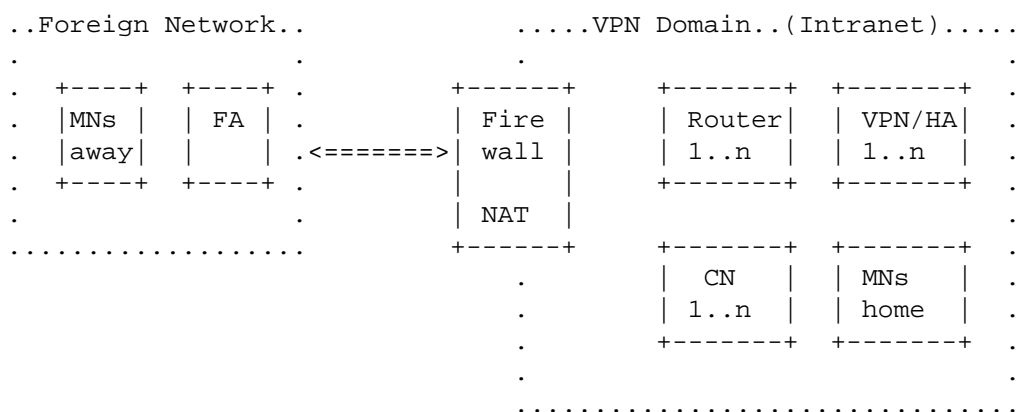 ..Foreign Network..             .....VPN Domain..(Intranet).....
.                 .             .                              .
.  +----+  +----+ .         +------+     +-------+  +-------+  .
.  |MNs |  | FA | .         | Fire |     | Router|  | VPN/HA|  .
.  |away|  |    | .<=======>| wall |     | 1..n  |  | 1..n  |  .
.  +----+  +----+ .         |      |     +-------+  +-------+  .
.                 .         | NAT  |                           .
...................         +------+     +-------+  +-------+  .
                                .        |  CN   |  | MNs   |  .
                                .        | 1..n  |  | home  |  .
                                .        +-------+  +-------+  .
                                .                              .
                                ................................